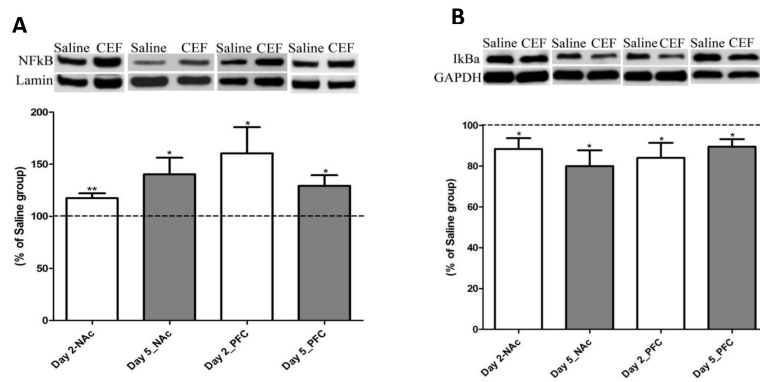 A
Saline CEF Saline CEF Saline CEF Saline CEF
NFkB
Lamin
(% of Saline group)
200
150
100
50
0
** * * *
Day 2-NAc
Day 5_NAc
Day 2_PFC
Day 5_PFC
B
Saline CEF Saline CEF Saline CEF Saline CEF
IkBa
GAPDH
(% of Saline group)
100
80
60
40
20
0
* * * *
Day 2-NAc
Day 5_NAc
Day 2_PFC
Day 5_PFC